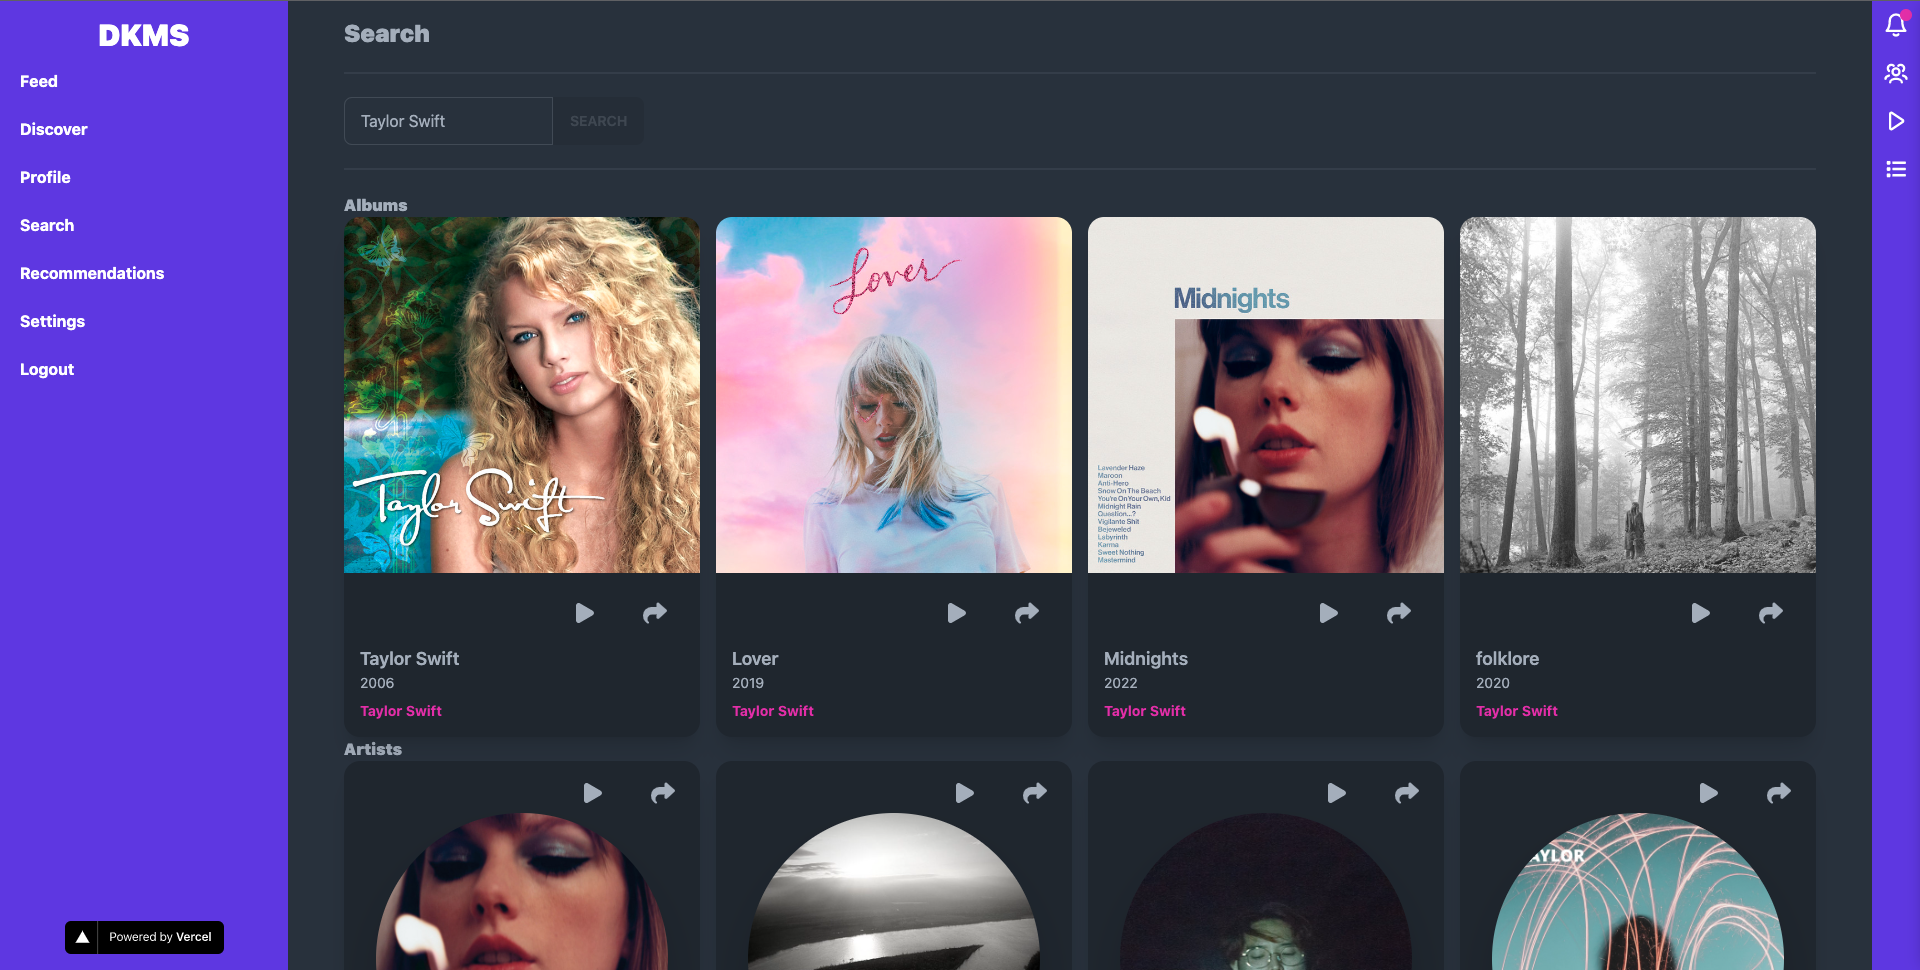 DKMS
Feed
Discover
Profile
Search
Recommendations
Settings
Logout
Powered by Vercel
Search
Taylor Swift
SEARCH
Albums
Taylor Swift
Lover
Midnights
Lavender Haze
Maroon
Anti-Hero
Snow On The Beach
You're On Your Own, Kid
Midnight Rain
Question...?
Vigilante Shit
Bejeweled
Labyrinth
Karma
Sweet Nothing
Mastermind
Taylor Swift
2006
Taylor Swift
Lover
2019
Taylor Swift
Midnights
2022
Taylor Swift
folklore
2020
Taylor Swift
Artists
AYLOR